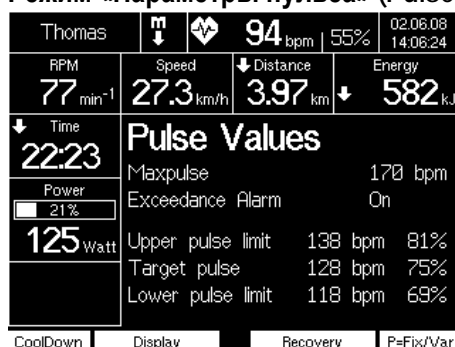 Режим «Параметры пульса» (Pulse
Thomas m 94 bpm | 55% 02.06.08 14:06:24
RPM Speed Distance Energy
77 min-1 27.3 km/h 3.97 km 582 kJ
Time
22:23
Power
21%
125 Watt
Pulse Values
Maxpulse 170 bpm
Exceedance Alarm On
Upper pulse limit 138 bpm 81%
Target pulse 128 bpm 75%
Lower pulse limit 118 bpm 69%
CoolDown Display Recovery P=Fix/Var